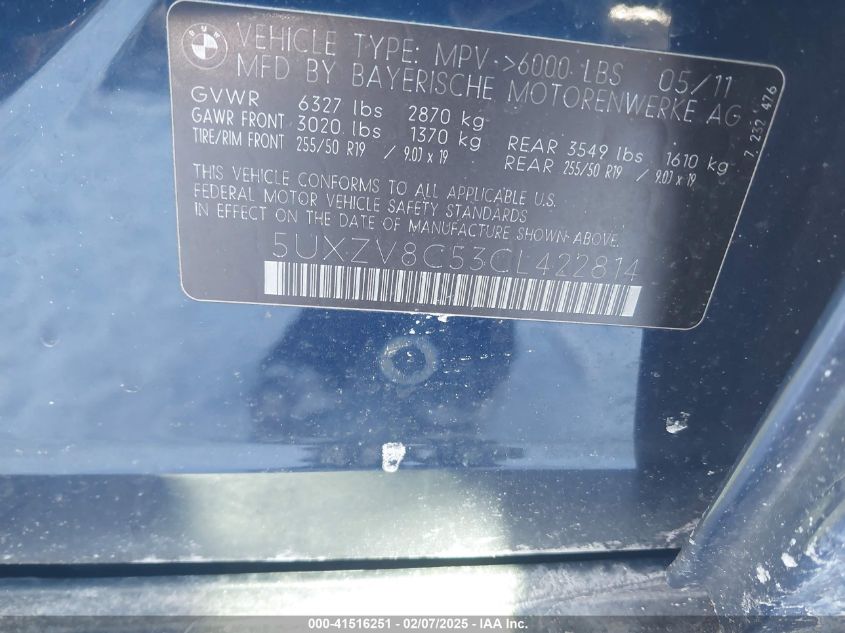 BMW
VEHICLE TYPE: MPV ->6000 LBS 05/11
MFD BY BAYERISCHE MOTORENWERKE AG
GVWR 6327 lbs 2870 kg
GAWR FRONT 3020 lbs 1370 kg REAR 3549 lbs 1610 kg
TIRE/RIM FRONT 255/50 R19 / 9.0J x 19 REAR 255/50 R19 / 9.0J x 19
THIS VEHICLE CONFORMS TO ALL APPLICABLE U.S.
FEDERAL MOTOR VEHICLE SAFETY STANDARDS
IN EFFECT ON THE DATE OF MANUFACTURE SHOWN ABOVE.
5UXZV8C53CL422814
7 232 476
000-41516251 - 02/07/2025 - IAA Inc.